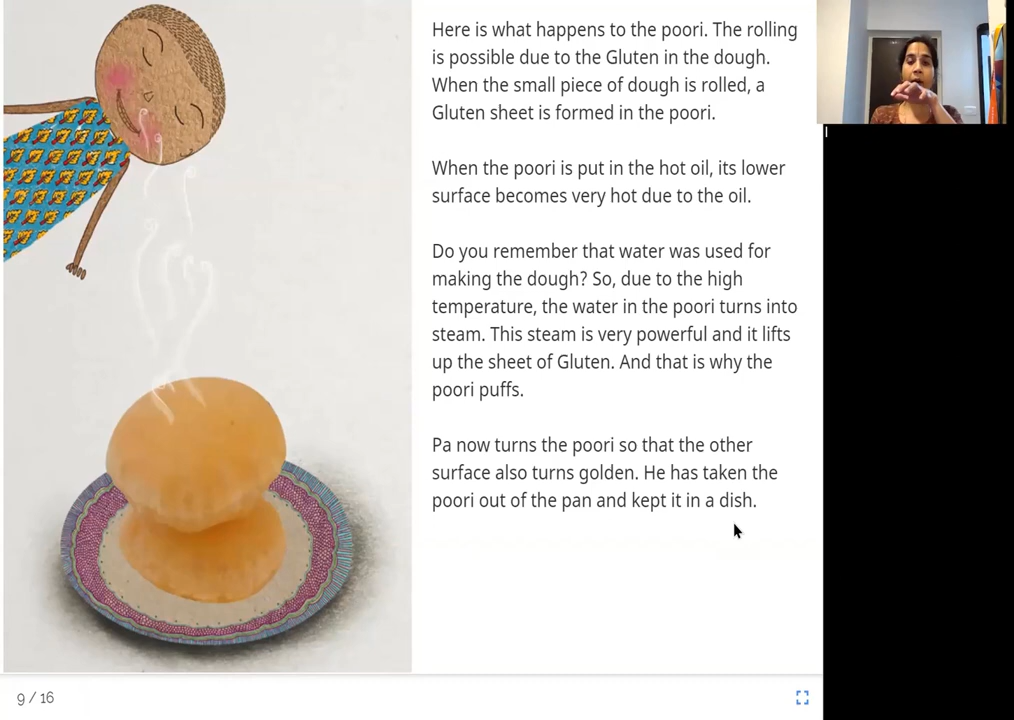 Here is what happens to the poori. The rolling
is possible due to the Gluten in the dough.
When the small piece of dough is rolled, a
Gluten sheet is formed in the poori.
When the poori is put in the hot oil, its lower
surface becomes very hot due to the oil.
Do you remember that water was used for
making the dough? So, due to the high
temperature, the water in the poori turns into
steam. This steam is very powerful and it lifts
up the sheet of Gluten. And that is why the
poori puffs.
Pa now turns the poori so that the other
surface also turns golden. He has taken the
poori out of the pan and kept it in a dish.
9 / 16